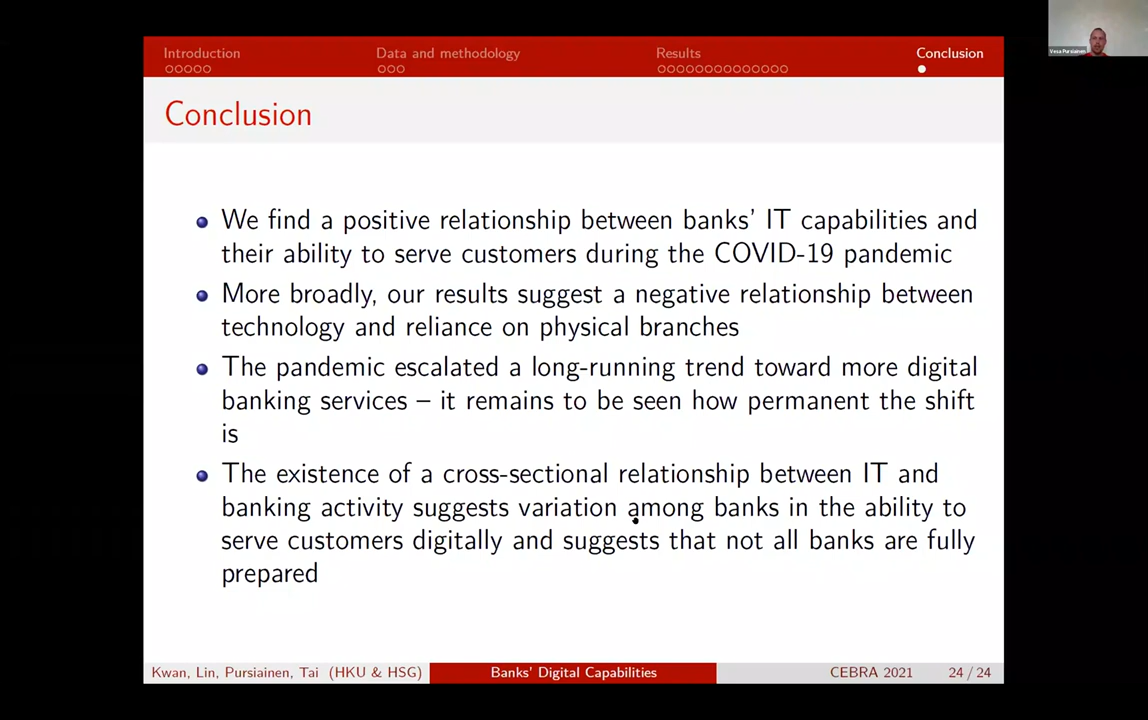 Introduction Data and methodology Results Conclusion
Vesa Pursiainen
Conclusion
We find a positive relationship between banks' IT capabilities and
their ability to serve customers during the COVID-19 pandemic
More broadly, our results suggest a negative relationship between
technology and reliance on physical branches
The pandemic escalated a long-running trend toward more digital
banking services – it remains to be seen how permanent the shift
is
The existence of a cross-sectional relationship between IT and
banking activity suggests variation among banks in the ability to
serve customers digitally and suggests that not all banks are fully
prepared
Kwan, Lin, Pursiainen, Tai (HKU & HSG) Banks' Digital Capabilities CEBRA 2021 24 / 24